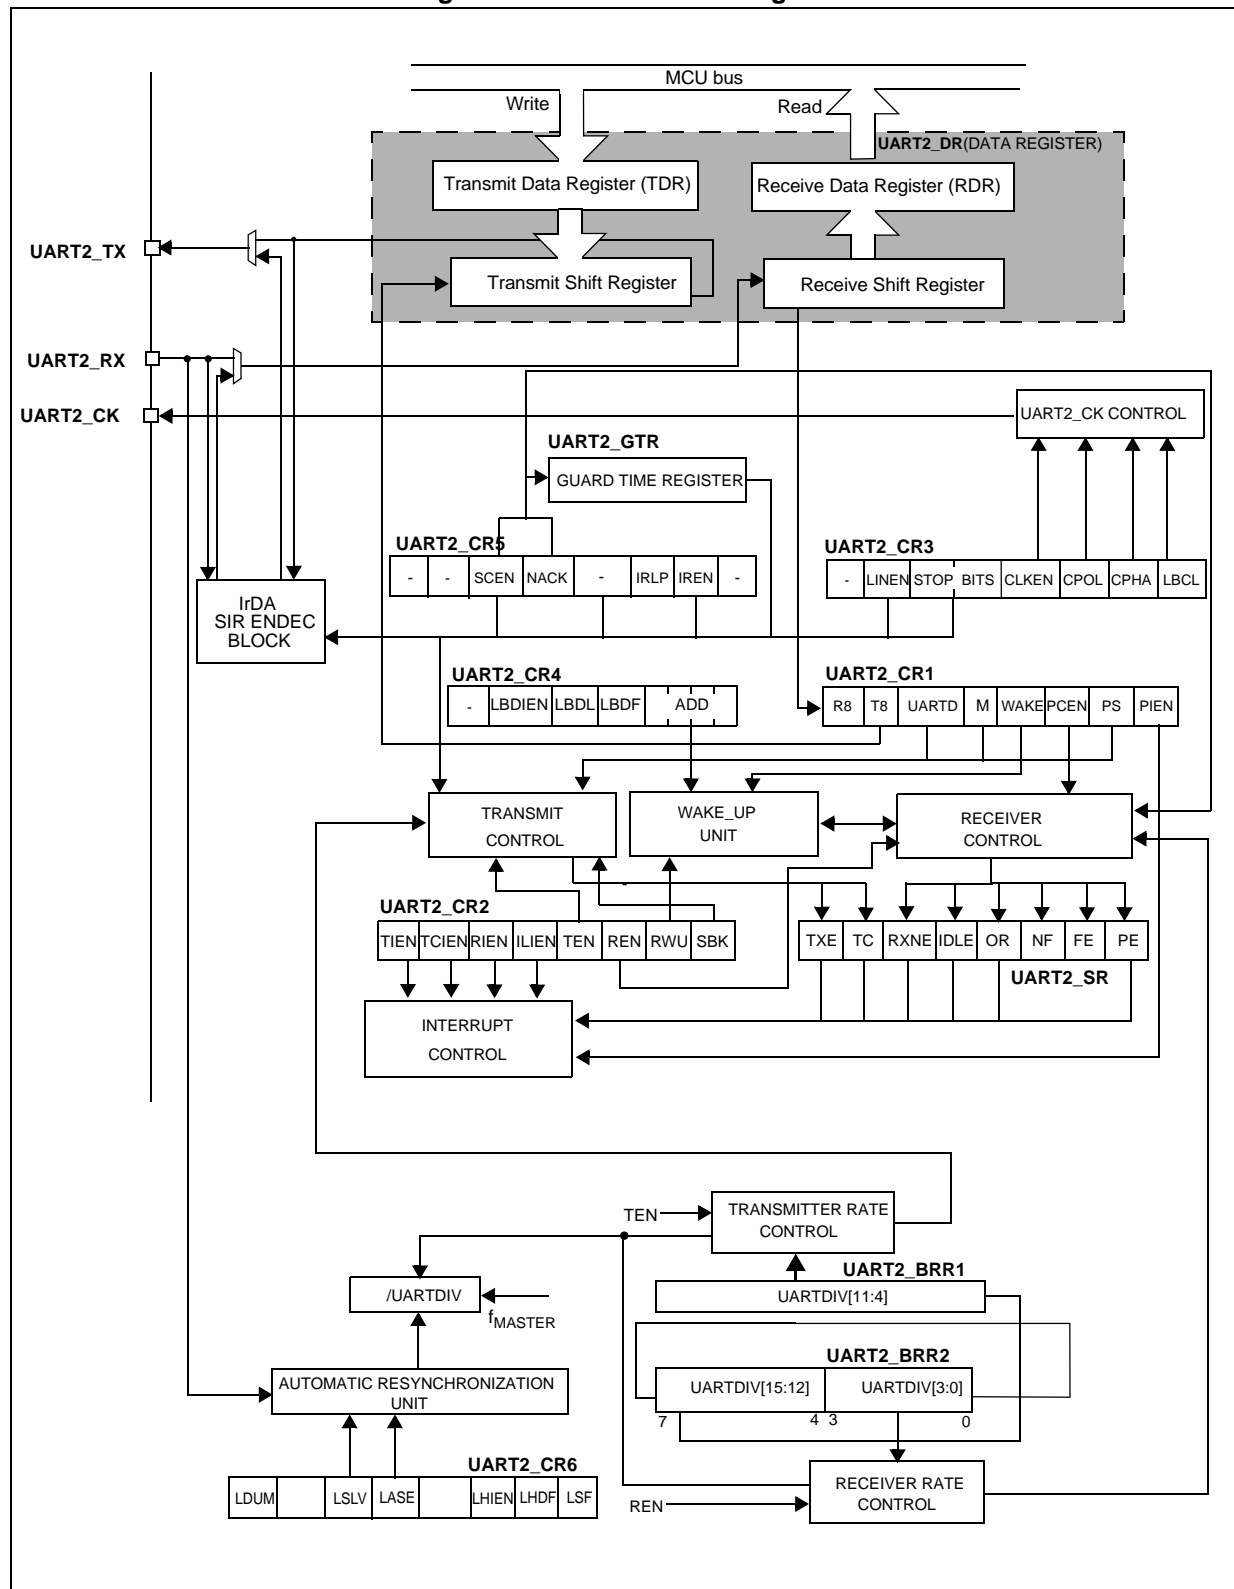 MCU bus
Write
Read
UART2_DR(DATA REGISTER)
Transmit Data Register (TDR)
Receive Data Register (RDR)
UART2_TX
Transmit Shift Register
Receive Shift Register
UART2_RX
UART2_CK
UART2_CK CONTROL
UART2_GTR
GUARD TIME REGISTER
UART2_CR5
- - SCEN NACK - IRLP IREN -
UART2_CR3
- LINEN STOP BITS CLKEN CPOL CPHA LBCL
IrDA
SIR ENDEC
BLOCK
UART2_CR4
- LBDIEN LBDL LBDF ADD
UART2_CR1
R8 T8 UARTD M WAKE PCEN PS PIEN
TRANSMIT
CONTROL
WAKE_UP
UNIT
RECEIVER
CONTROL
UART2_CR2
TIEN TCIEN RIEN ILIEN TEN REN RWU SBK
TXE TC RXNE IDLE OR NF FE PE
UART2_SR
INTERRUPT
CONTROL
TEN
TRANSMITTER RATE
CONTROL
UART2_BRR1
UARTDIV[11:4]
/UARTDIV
fMASTER
UART2_BRR2
UARTDIV[15:12] UARTDIV[3:0]
7 4 3 0
AUTOMATIC RESYNCHRONIZATION
UNIT
UART2_CR6
LDUM LSLV LASE LHIEN LHDF LSF
REN
RECEIVER RATE
CONTROL